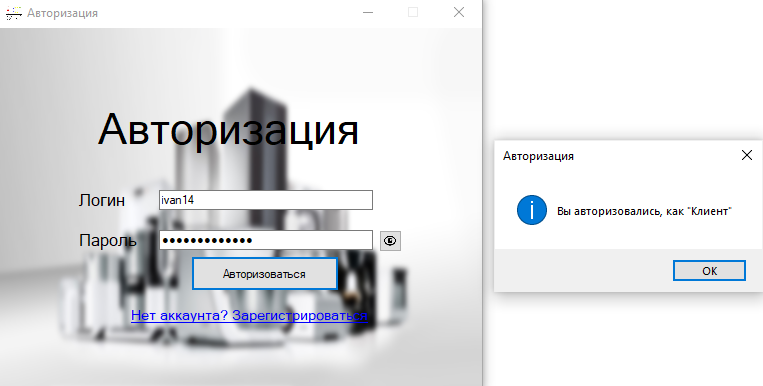 Авторизация
Авторизация
Логин
ivan14
Пароль
•••••••••••••
Авторизоваться
Нет аккаунта? Зарегистрироваться
Авторизация
Вы авторизовались, как "Клиент"
OK